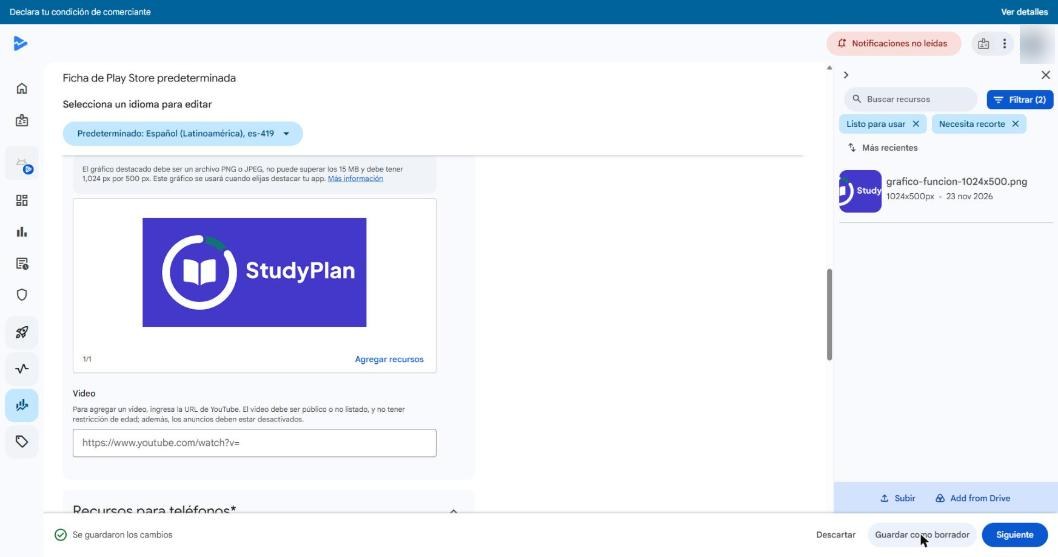 Declara tu condición de comerciante
Ver detalles
Notificaciones no leídas
Ficha de Play Store predeterminada
Selecciona un idioma para editar
Predeterminado: Español (Latinoamérica), es-419
El gráfico destacado debe ser un archivo PNG o JPEG, no puede superar los 15 MB y debe tener
1,024 px por 500 px. Este gráfico se usará cuando elijas destacar tu app. Más información
StudyPlan
1/1
Agregar recursos
Video
Para agregar un video, ingresa la URL de YouTube. El video debe ser público o no listado, y no tener
restricción de edad; además, los anuncios deben estar desactivados.
https://www.youtube.com/watch?v=
Recursos para teléfonos*
Buscar recursos
Filtrar (2)
Listo para usar
Necesita recorte
Más recientes
Study
grafico-funcion-1024x500.png
1024x500px - 23 nov 2026
Subir
Add from Drive
Se guardaron los cambios
Descartar
Guardar como borrador
Siguiente